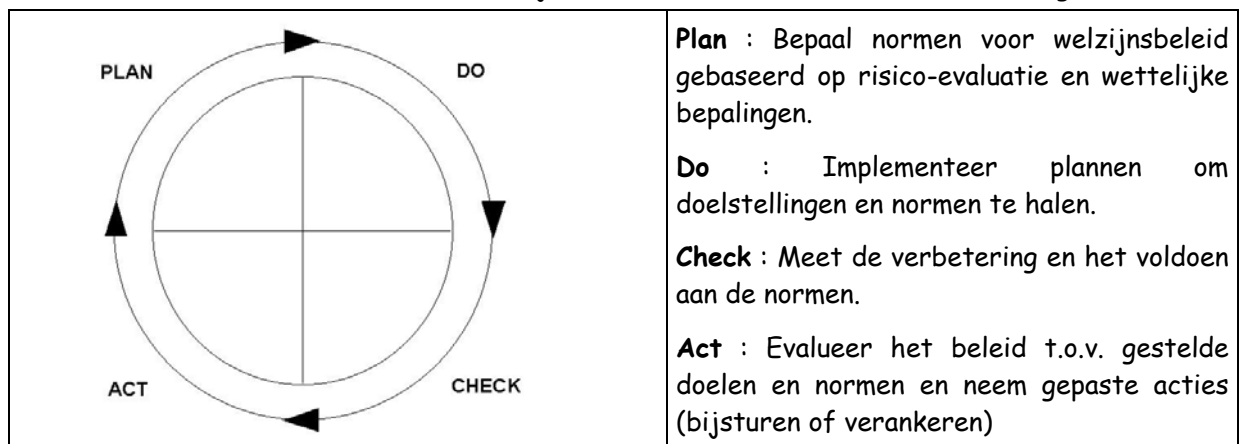 PLAN
DO
ACT
CHECK
Plan : Bepaal normen voor welzijnsbeleid
gebaseerd op risico-evaluatie en wettelijke
bepalingen.
Do : Implementeer plannen om
doelstellingen en normen te halen.
Check : Meet de verbetering en het voldoen
aan de normen.
Act : Evalueer het beleid t.o.v. gestelde
doelen en normen en neem gepaste acties
(bijsturen of verankeren)